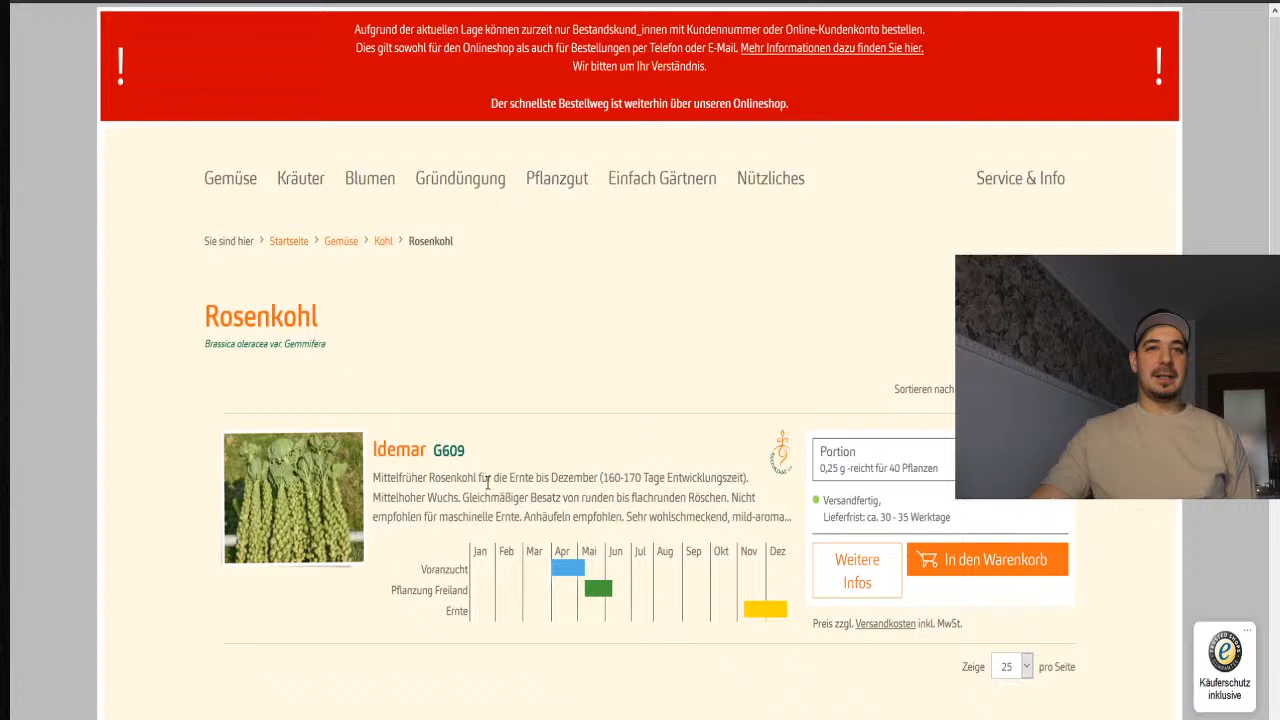 Aufgrund der aktuellen Lage können zurzeit nur Bestandskund_innen mit Kundennummer oder Online-Kundenkonto bestellen.
Dies gilt sowohl für den Onlineshop als auch für Bestellungen per Telefon oder E-Mail. Mehr Informationen dazu finden Sie hier.
Wir bitten um Ihr Verständnis.
Der schnellste Bestellweg ist weiterhin über unseren Onlineshop.
! !
Gemüse Kräuter Blumen Gründüngung Pflanzgut Einfach Gärtnern Nützliches Service & Info
Sie sind hier > Startseite > Gemüse > Kohl > Rosenkohl
Rosenkohl
Brassica oleracea var. Gemmifera
Sortieren nach
Idemar G609
Mittelfrüher Rosenkohl für die Ernte bis Dezember (160-170 Tage Entwicklungszeit).
Mittelhoher Wuchs. Gleichmäßiger Besatz von runden bis flachrunden Röschen. Nicht
empfohlen für maschinelle Ernte. Anhäufeln empfohlen. Sehr wohlschmeckend, mild-aroma...
Jan Feb Mar Apr Mai Jun Jul Aug Sep Okt Nov Dez
Voranzucht
Pflanzung Freiland
Ernte
Portion
0,25 g -reicht für 40 Pflanzen
Versandfertig,
Lieferfrist: ca. 30 - 35 Werktage
Weitere
Infos
In den Warenkorb
Preis zzgl. Versandkosten inkl. MwSt.
Zeige 25 pro Seite
Käuferschutz
inklusive